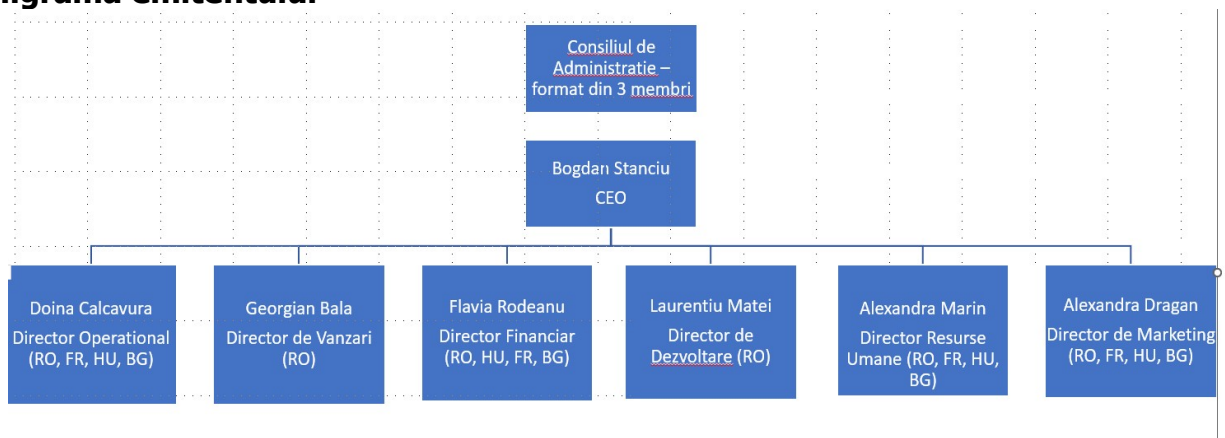 Emitentului
Consiliul de
Administratie –
format din 3 membri
Bogdan Stanciu
CEO
Doina Calcavura
Director Operational
(RO, FR, HU, BG)
Georgian Bala
Director de Vanzari
(RO)
Flavia Rodeanu
Director Financiar
(RO, HU, FR, BG)
Laurentiu Matei
Director de
Dezvoltare (RO)
Alexandra Marin
Director Resurse
Umane (RO, FR, HU,
BG)
Alexandra Dragan
Director de Marketing
(RO, FR, HU, BG)